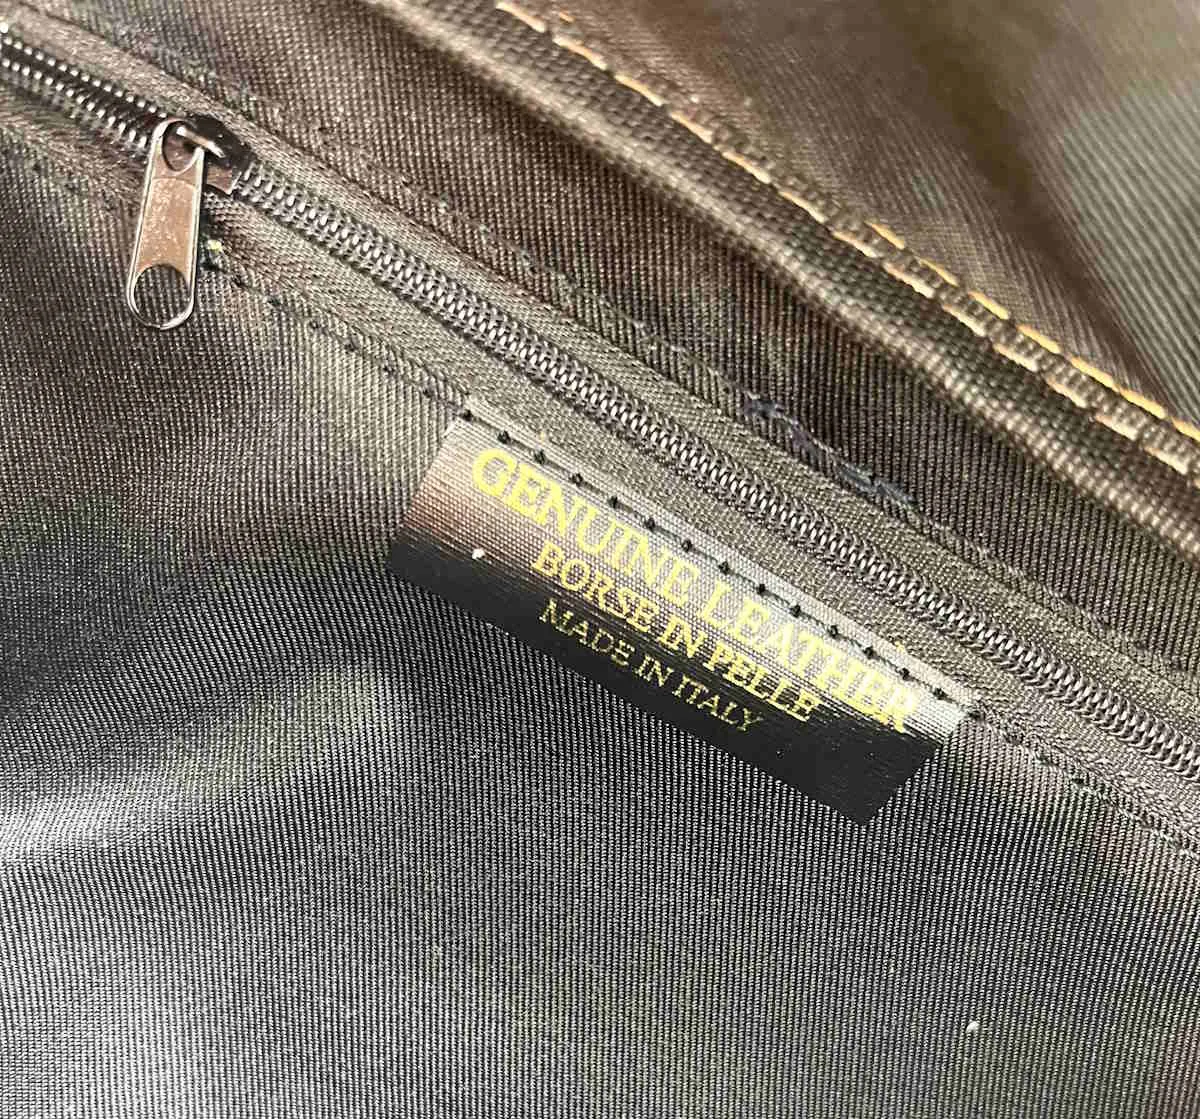 GENUINE LEATHER
BORSE IN PELLE
MADE IN ITALY